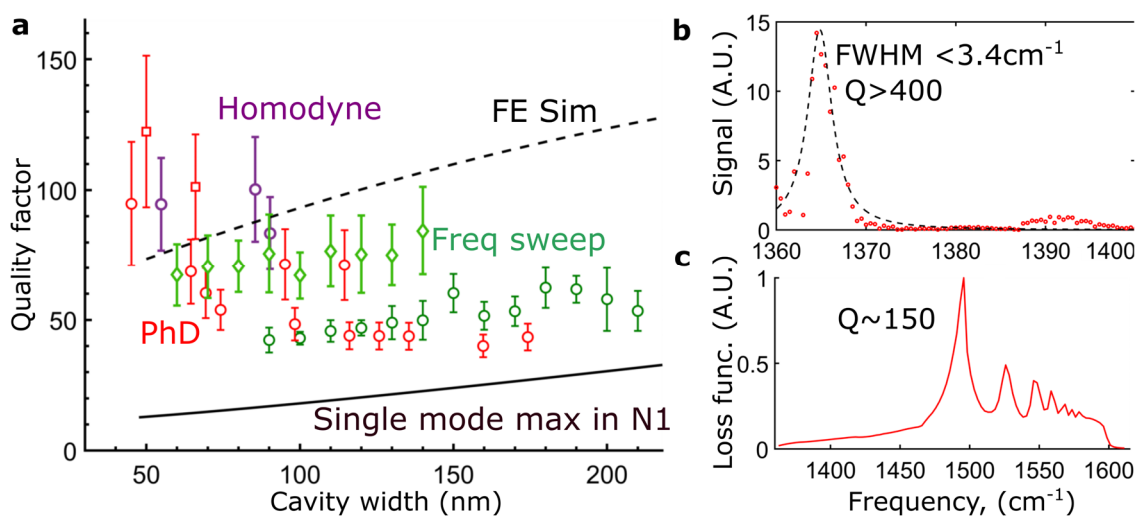 a
150
100
50
0
Quality factor
Homodyne
FE Sim
Freq sweep
PhD
Single mode max in N1
50
100
150
200
Cavity width (nm)
b
15
10
5
0
Signal (A.U.)
FWHM <3.4cm⁻¹
Q>400
1360
1370
1380
1390
1400
c
1
0.5
0
Loss func. (A.U.)
Q~150
1400
1450
1500
1550
1600
Frequency, (cm⁻¹)